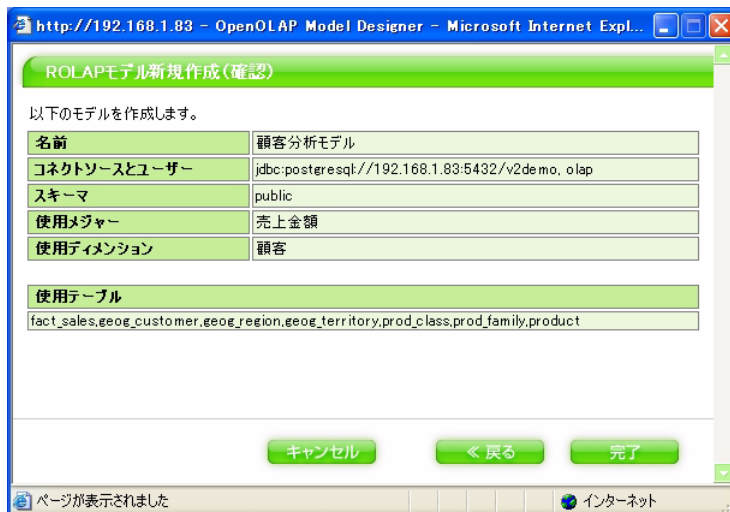 http://192.168.1.83 - OpenOLAP Model Designer - Microsoft Internet Expl...
ROLAPモデル新規作成(確認)
以下のモデルを作成します。
名前 顧客分析モデル
コネクトソースとユーザー jdbc:postgresql://192.168.1.83:5432/v2demo, olap
スキーマ public
使用メジャー 売上金額
使用ディメンション 顧客
使用テーブル
fact_sales,geog_customer,geog_region,geog_territory,prod_class,prod_family,product
キャンセル ≪戻る 完了
ページが表示されました インターネット